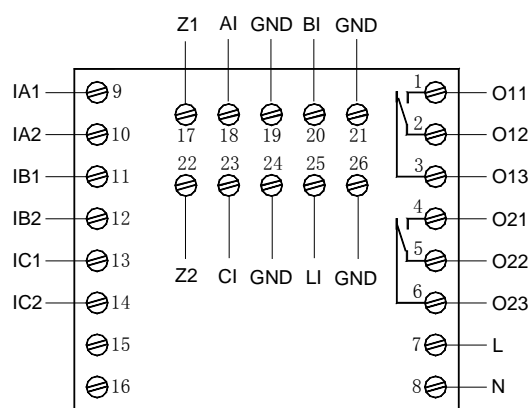 Z1 AI GND BI GND
IA1 9 1 O11
17 18 19 20 21
IA2 10 2 O12
22 23 24 25 26
IB1 11 3 O13
IB2 12 4 O21
IC1 13 5 O22
Z2 CI GND LI GND
IC2 14 6 O23
15 7 L
16 8 N